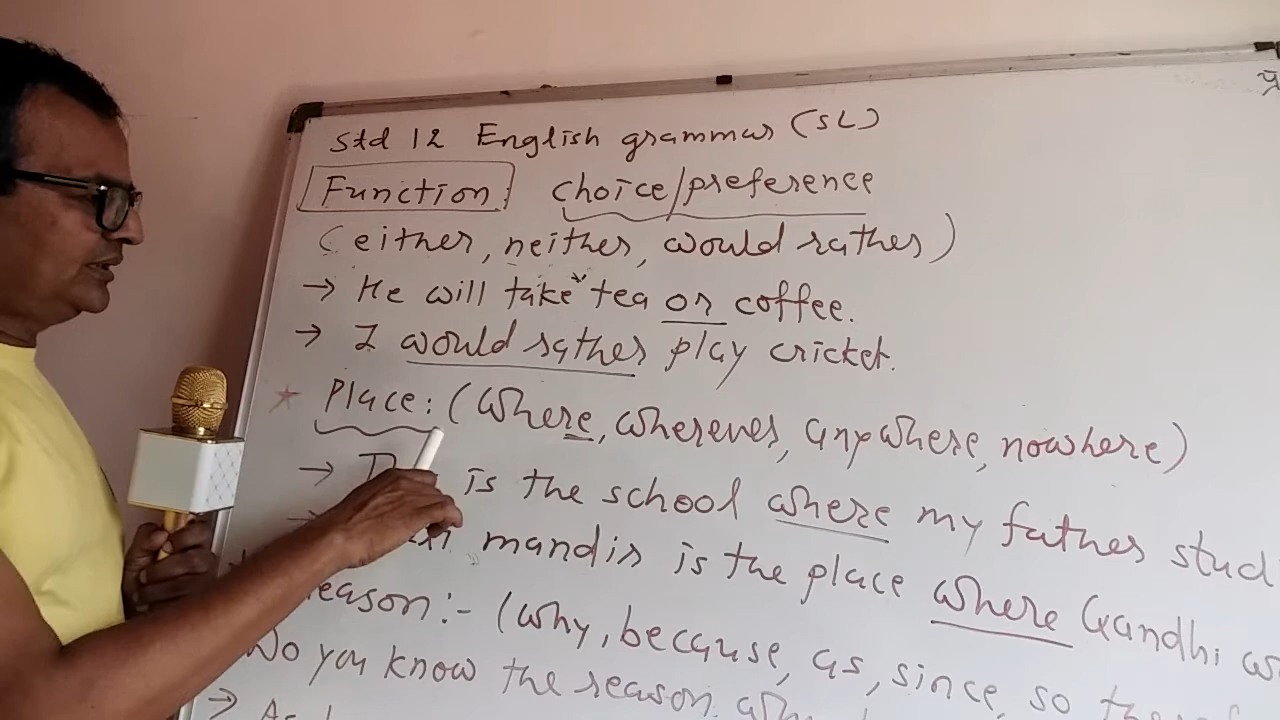 Std 12 English grammar (SL)
Function: choice/preference
(either, neither, would rather)
→ He will take tea or coffee.
→ I would rather play cricket.
* Place: (where, wherever, anywhere, nowhere)
→ is the school where my father stud
mandir is the place where Gandhi
eason:- (why, because, as, since, so
Do you know the reason
→